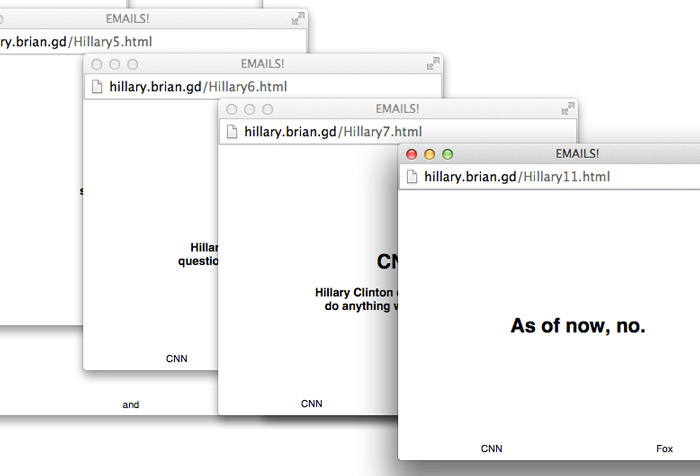 EMAILS!
ry.brian.gd/Hillary5.html
EMAILS!
hillary.brian.gd/Hillary6.html
Hillar
questio
CNN
and
EMAILS!
hillary.brian.gd/Hillary7.html
CN
Hillary Clinton
do anything w
CNN
EMAILS!
hillary.brian.gd/Hillary11.html
As of now, no.
CNN Fox